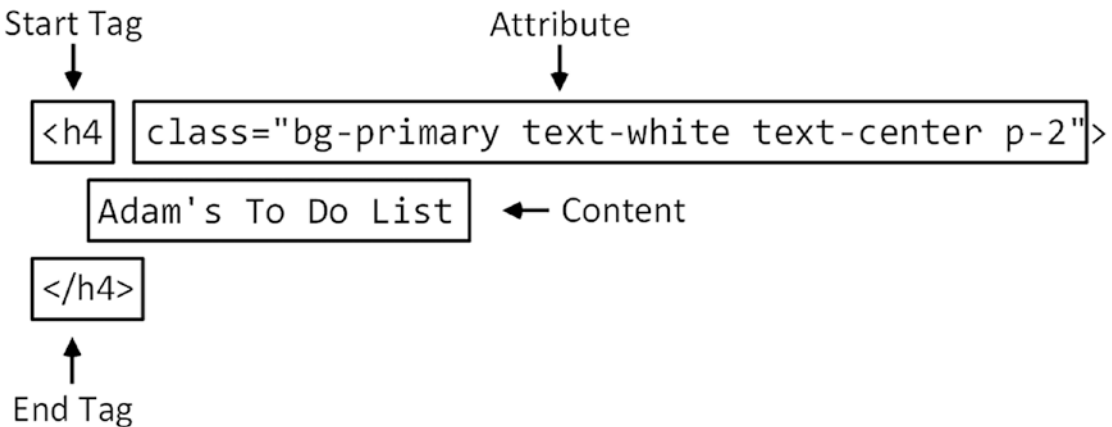 Start Tag Attribute
<h4 class="bg-primary text-white text-center p-2">
Adam's To Do List Content
</h4>
End Tag